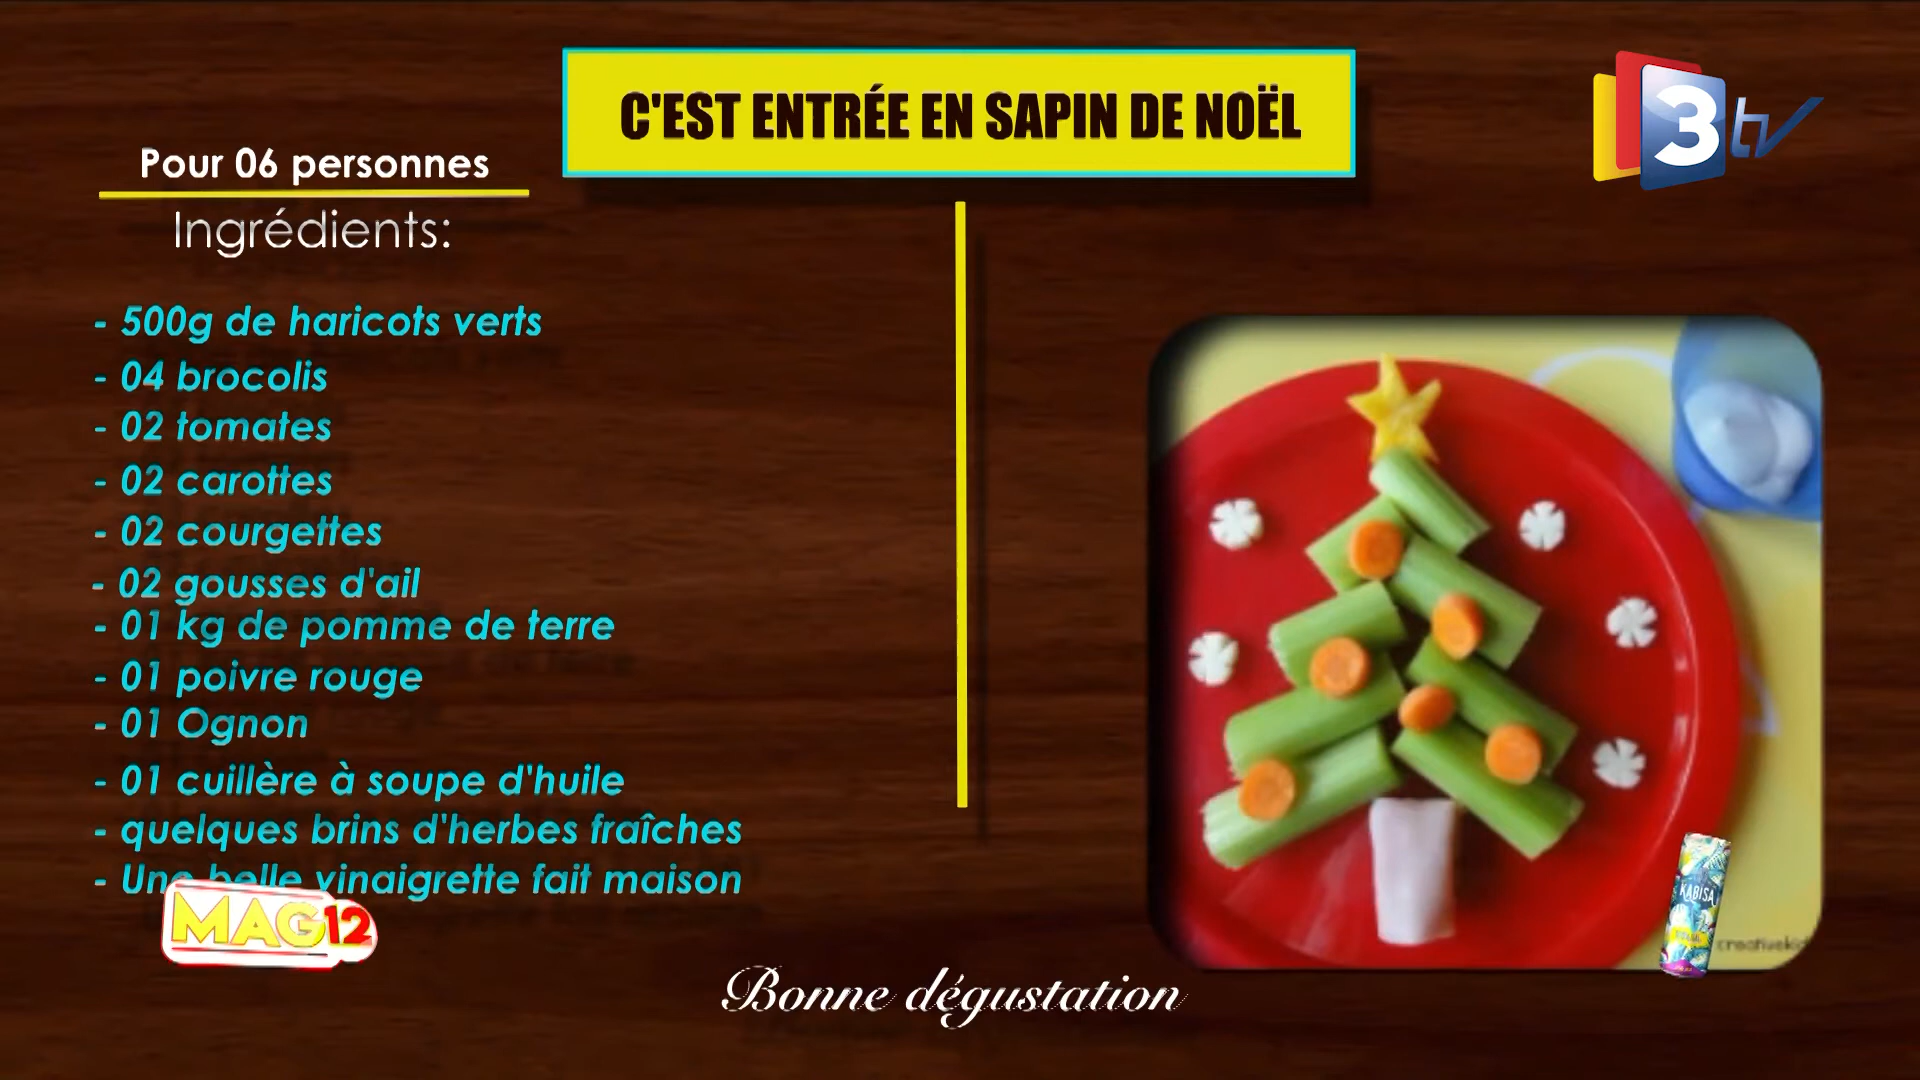 C'EST ENTRÉE EN SAPIN DE NOËL
3tv
Pour 06 personnes
Ingrédients:
- 500g de haricots verts
- 04 brocolis
- 02 tomates
- 02 carottes
- 02 courgettes
- 02 gousses d'ail
- 01 kg de pomme de terre
- 01 poivre rouge
- 01 Ognon
- 01 cuillère à soupe d'huile
- quelques brins d'herbes fraîches
- Une belle vinaigrette fait maison
MAG12
KABISA
Bonne dégustation